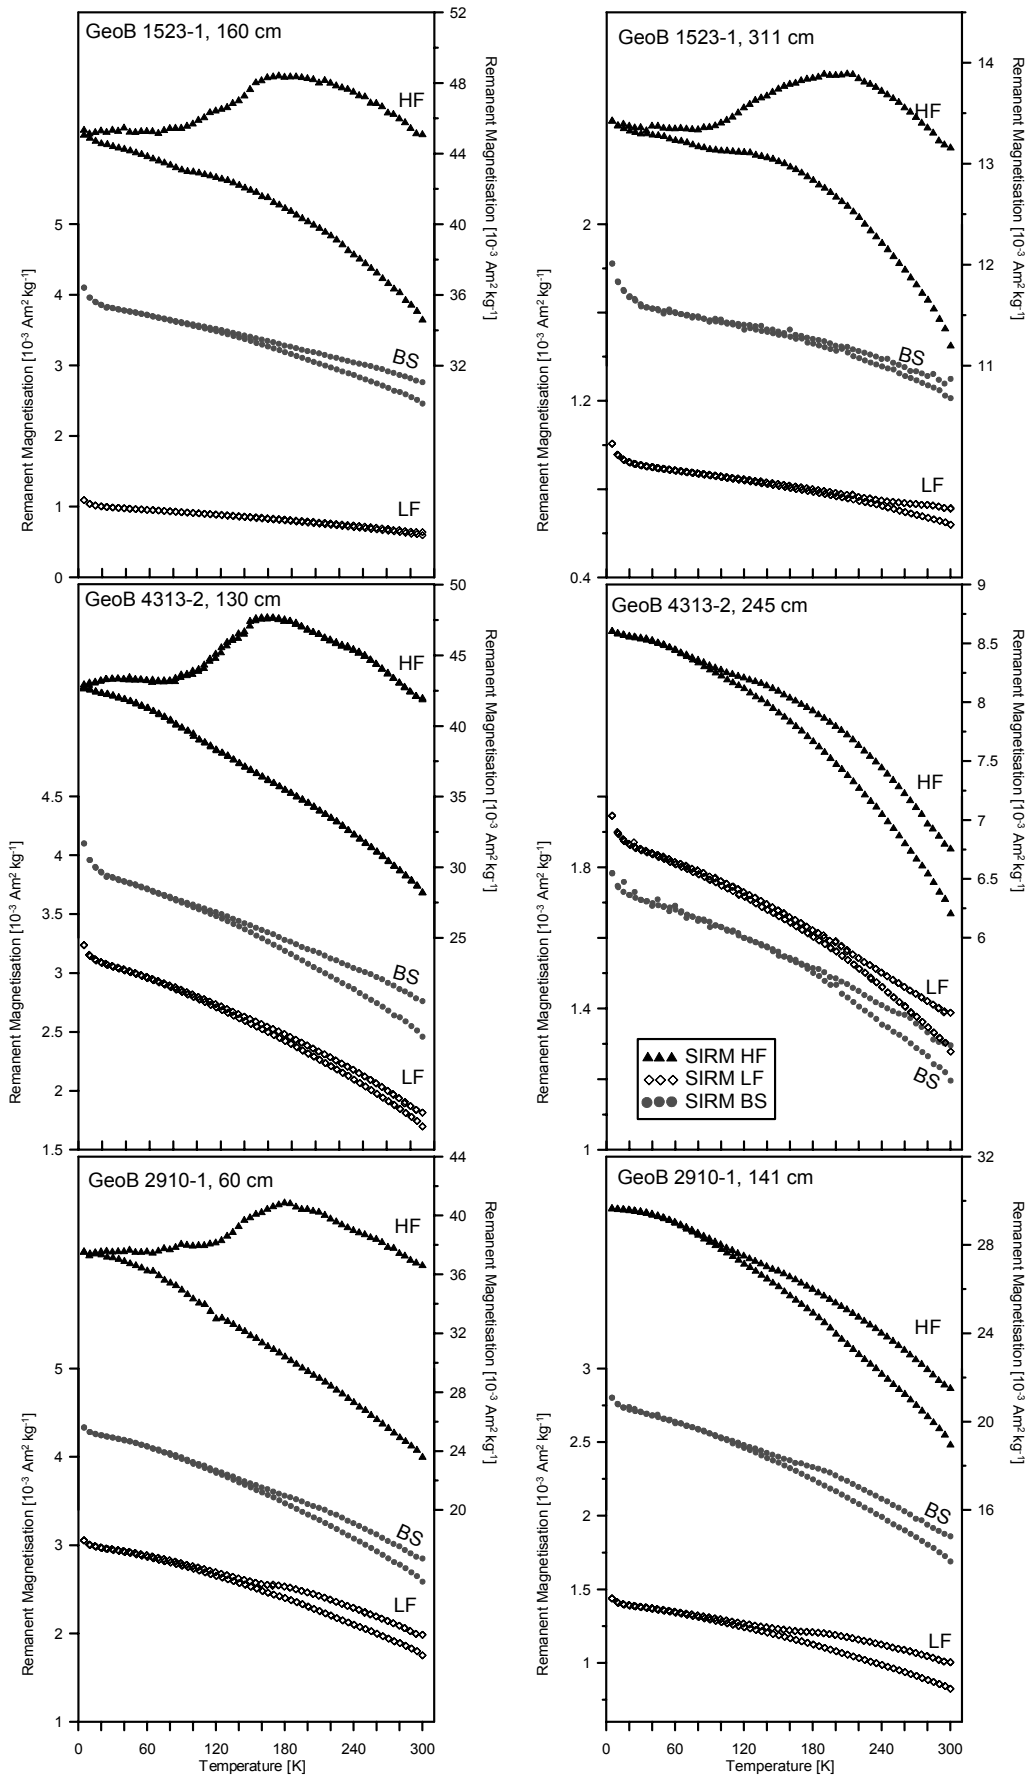 GeoB 1523-1, 160 cm
HF
BS
LF
0
1
2
3
4
5
32
36
40
44
48
52
Remanent Magnetisation [10⁻³ Am² kg⁻¹]
Remanent Magnetisation [10⁻³ Am² kg⁻¹]
GeoB 1523-1, 311 cm
HF
BS
LF
0.4
1.2
2
11
12
13
14
Remanent Magnetisation [10⁻³ Am² kg⁻¹]
Remanent Magnetisation [10⁻³ Am² kg⁻¹]
GeoB 4313-2, 130 cm
HF
BS
LF
1.5
2
2.5
3
3.5
4
4.5
25
30
35
40
45
50
Remanent Magnetisation [10⁻³ Am² kg⁻¹]
Remanent Magnetisation [10⁻³ Am² kg⁻¹]
GeoB 4313-2, 245 cm
HF
LF
BS
SIRM HF
SIRM LF
SIRM BS
1
1.4
1.8
6
6.5
7
7.5
8
8.5
9
Remanent Magnetisation [10⁻³ Am² kg⁻¹]
Remanent Magnetisation [10⁻³ Am² kg⁻¹]
GeoB 2910-1, 60 cm
HF
BS
LF
1
2
3
4
5
20
24
28
32
36
40
44
Remanent Magnetisation [10⁻³ Am² kg⁻¹]
Remanent Magnetisation [10⁻³ Am² kg⁻¹]
0 60 120 180 240 300
Temperature [K]
GeoB 2910-1, 141 cm
HF
BS
LF
1
1.5
2
2.5
3
16
20
24
28
32
Remanent Magnetisation [10⁻³ Am² kg⁻¹]
Remanent Magnetisation [10⁻³ Am² kg⁻¹]
0 60 120 180 240 300
Temperature [K]